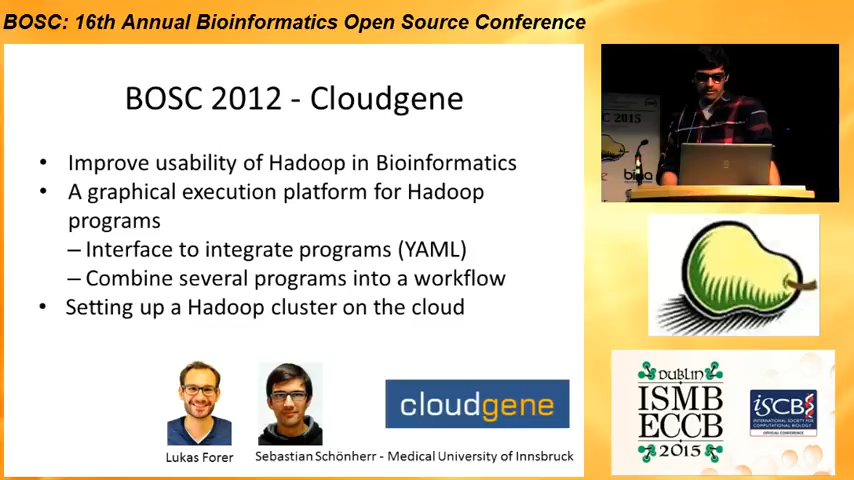 BOSC: 16th Annual Bioinformatics Open Source Conference
BOSC 2012 - Cloudgene
• Improve usability of Hadoop in Bioinformatics
• A graphical execution platform for Hadoop
programs
– Interface to integrate programs (YAML)
– Combine several programs into a workflow
• Setting up a Hadoop cluster on the cloud
cloudgene
Lukas Forer
Sebastian Schönherr - Medical University of Innsbruck
C 2015
bina
DUBLIN
ISMB
ECCB
2015
ISCB
INTERNATIONAL SOCIETY FOR
COMPUTATIONAL BIOLOGY
OFFICIAL CONFERENCE